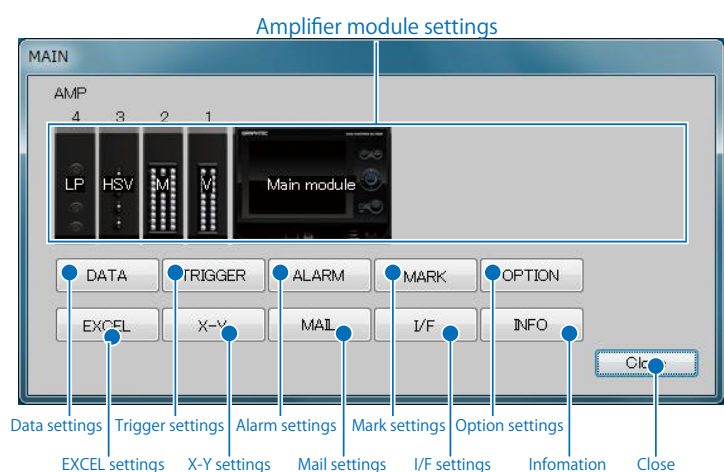 Amplifier module settings
MAIN
AMP
4 3 2 1
GRAPHTEC
LP HSV M V Main module
DATA TRIGGER ALARM MARK OPTION
EXCEL X-Y MAIL I/F INFO
Close
Data settings Trigger settings Alarm settings Mark settings Option settings
EXCEL settings X-Y settings Mail settings I/F settings Infomation Close